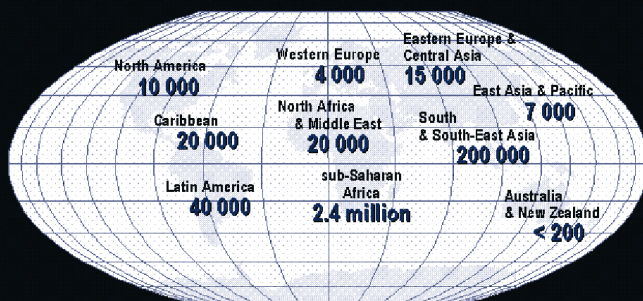 North America
10 000
Western Europe
4 000
Eastern Europe &
Central Asia
15 000
East Asia & Pacific
7 000
Caribbean
20 000
North Africa
& Middle East
20 000
South
& South-East Asia
200 000
Latin America
40 000
sub-Saharan
Africa
2.4 million
Australia
& New Zealand
< 200